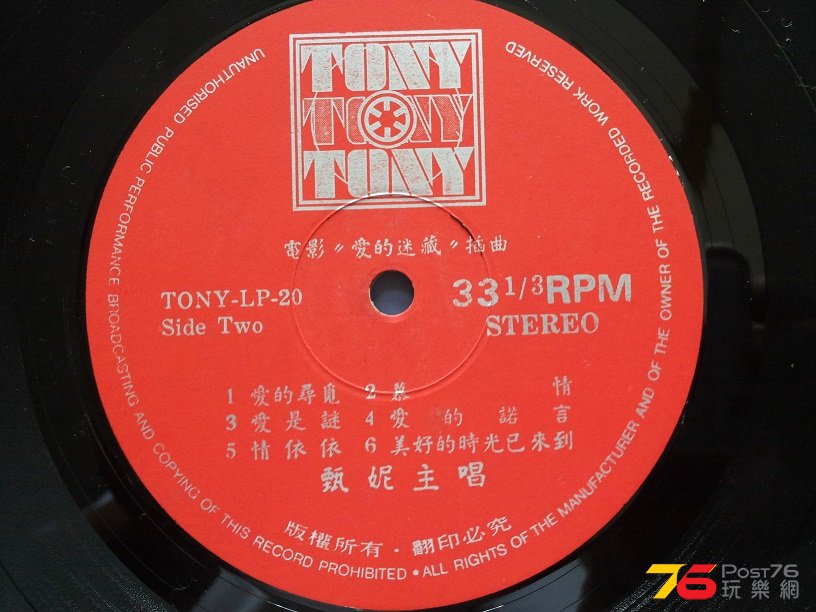 TONY
TONY
TONY
UNAUTHORISED PUBLIC PERFORMANCE BROADCASTING AND COPYING OF THIS RECORD PROHIBITED • ALL RIGHTS OF THE MANUFACTURER AND OF THE OWNER OF THE RECORDED WORK RESERVED
電影〝愛的迷藏〞插曲
TONY-LP-20 33 1/3 RPM
Side Two STEREO
1 愛的尋覓 2 慕情
3 愛是謎 4 愛的諾言
5 情依依 6 美好的時光已來到
甄妮主唱
版權所有·翻印必究
76 POST76
玩樂網